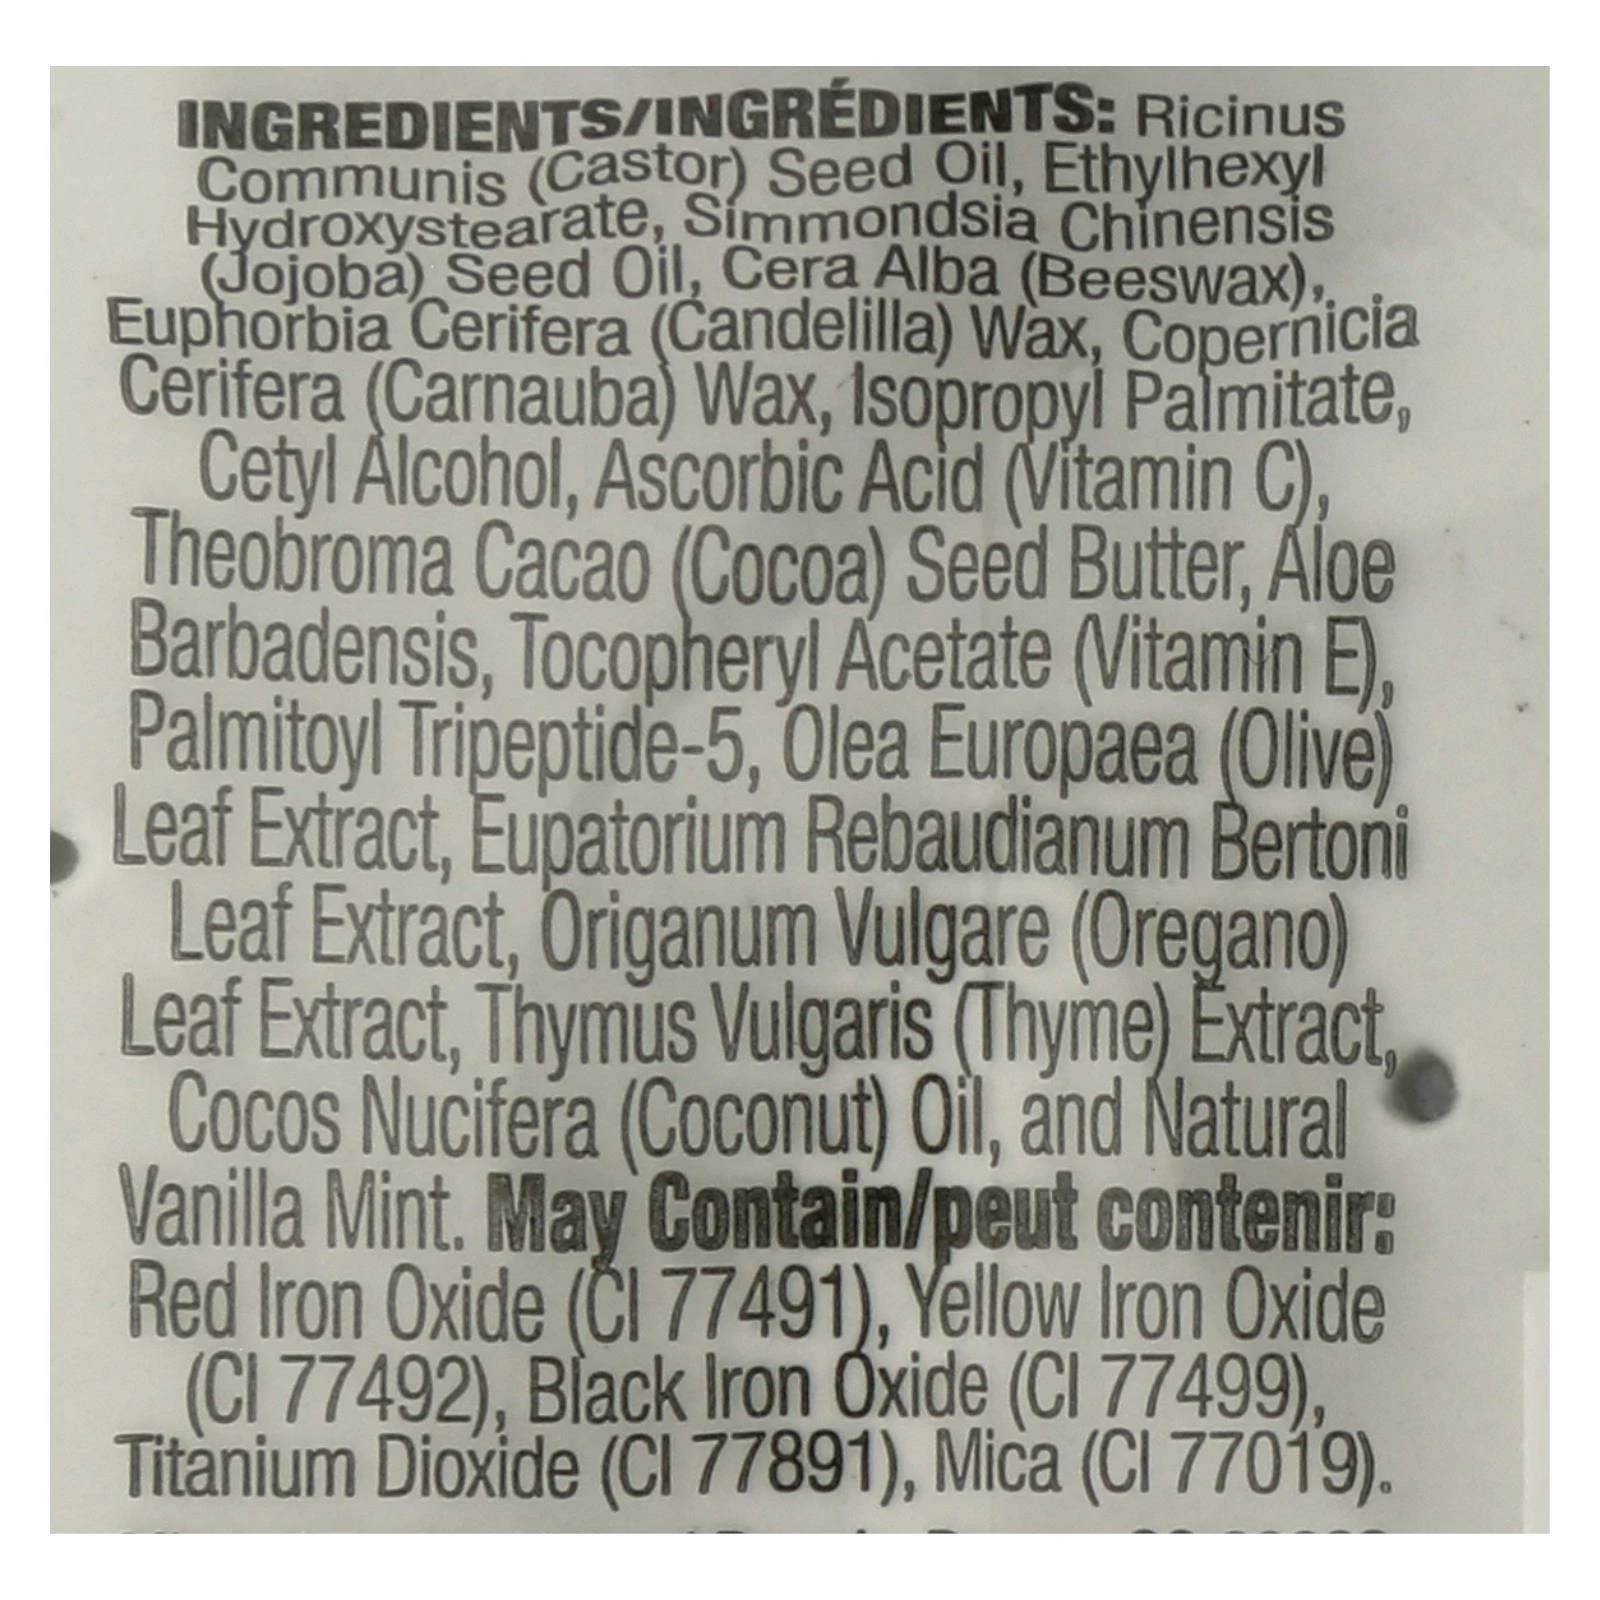 INGREDIENTS/INGRÉDIENTS: Ricinus
Communis (Castor) Seed Oil, Ethylhexyl
Hydroxystearate, Simmondsia Chinensis
(Jojoba) Seed Oil, Cera Alba (Beeswax),
Euphorbia Cerifera (Candelilla) Wax, Copernicia
Cerifera (Carnauba) Wax, Isopropyl Palmitate,
Cetyl Alcohol, Ascorbic Acid (Vitamin C),
Theobroma Cacao (Cocoa) Seed Butter, Aloe
Barbadensis, Tocopheryl Acetate (Vitamin E),
Palmitoyl Tripeptide-5, Olea Europaea (Olive)
Leaf Extract, Eupatorium Rebaudianum Bertoni
Leaf Extract, Origanum Vulgare (Oregano)
Leaf Extract, Thymus Vulgaris (Thyme) Extract,
Cocos Nucifera (Coconut) Oil, and Natural
Vanilla Mint. May Contain/peut contenir:
Red Iron Oxide (CI 77491), Yellow Iron Oxide
(CI 77492), Black Iron Oxide (CI 77499),
Titanium Dioxide (CI 77891), Mica (CI 77019).